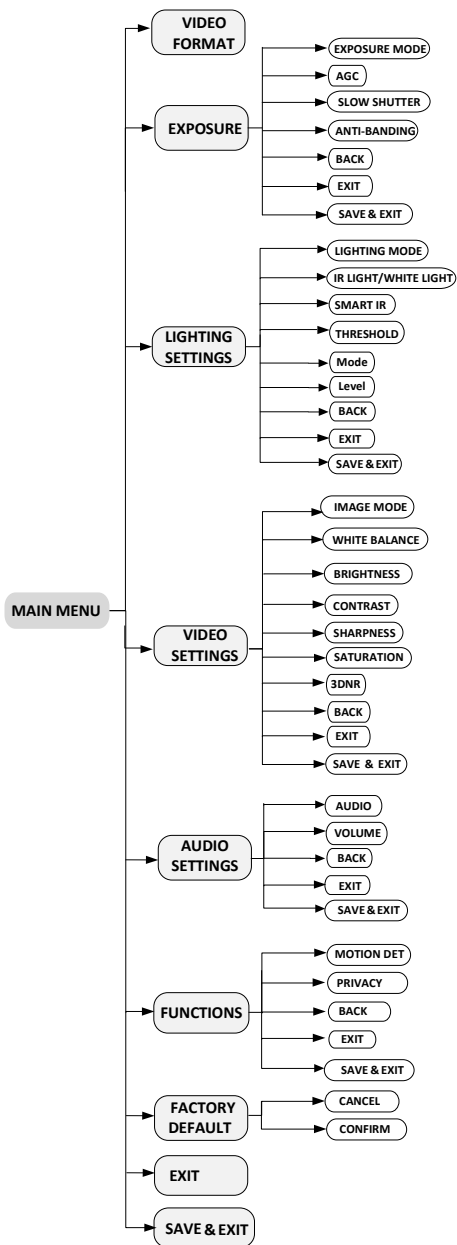 VIDEO
FORMAT
EXPOSURE
EXPOSURE MODE
AGC
SLOW SHUTTER
ANTI-BANDING
BACK
EXIT
SAVE & EXIT
LIGHTING
SETTINGS
LIGHTING MODE
IR LIGHT/WHITE LIGHT
SMART IR
THRESHOLD
Mode
Level
BACK
EXIT
SAVE & EXIT
MAIN MENU
VIDEO
SETTINGS
IMAGE MODE
WHITE BALANCE
BRIGHTNESS
CONTRAST
SHARPNESS
SATURATION
3DNR
BACK
EXIT
SAVE & EXIT
AUDIO
SETTINGS
AUDIO
VOLUME
BACK
EXIT
SAVE & EXIT
FUNCTIONS
MOTION DET
PRIVACY
BACK
EXIT
SAVE & EXIT
FACTORY
DEFAULT
CANCEL
CONFIRM
EXIT
SAVE & EXIT